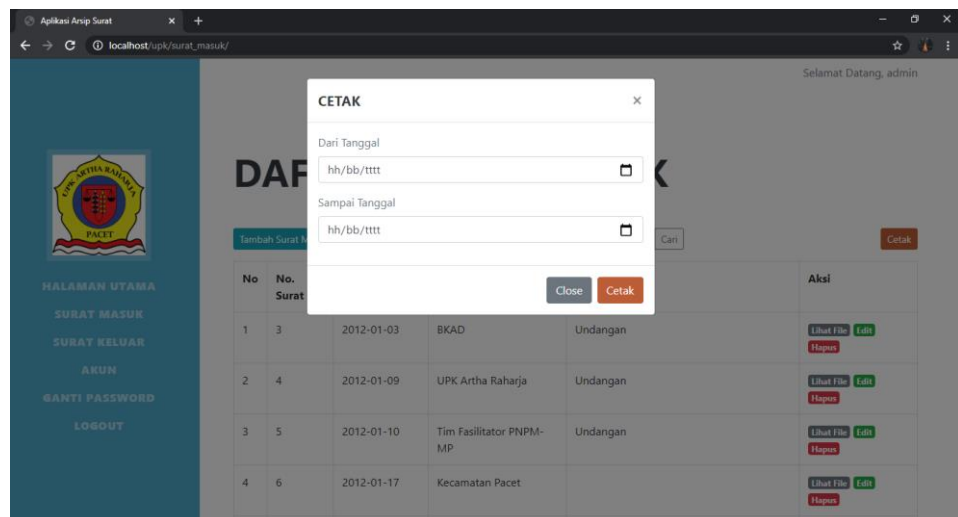 Aplikasi Arsip Surat
localhost/upk/surat_masuk/
Selamat Datang, admin
UPK ARTHA RAHARJA
PACET
HALAMAN UTAMA
SURAT MASUK
SURAT KELUAR
AKUN
GANTI PASSWORD
LOGOUT
CETAK ×
Dari Tanggal
hh/bb/tttt
Sampai Tanggal
hh/bb/tttt
Close Cetak
DAF K
Tambah Surat M Cari Cetak
No No. Surat Aksi
1 3 2012-01-03 BKAD Undangan Lihat File Edit
Hapus
2 4 2012-01-09 UPK Artha Raharja Undangan Lihat File Edit
Hapus
3 5 2012-01-10 Tim Fasilitator PNPM-MP Undangan Lihat File Edit
Hapus
4 6 2012-01-17 Kecamatan Pacet Lihat File Edit
Hapus